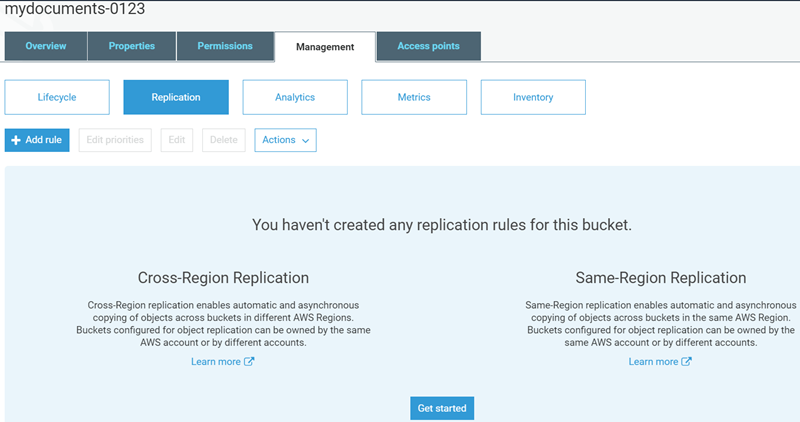 mydocuments-0123
Overview Properties Permissions Management Access points
Lifecycle Replication Analytics Metrics Inventory
Add rule Edit priorities Edit Delete Actions
You haven't created any replication rules for this bucket.
Cross-Region Replication
Cross-Region replication enables automatic and asynchronous
copying of objects across buckets in different AWS Regions.
Buckets configured for object replication can be owned by the same
AWS account or by different accounts.
Learn more
Same-Region Replication
Same-Region replication enables automatic and asynchronous
copying of objects across buckets in the same AWS Region.
Buckets configured for object replication can be owned by the
same AWS account or by different accounts.
Learn more
Get started